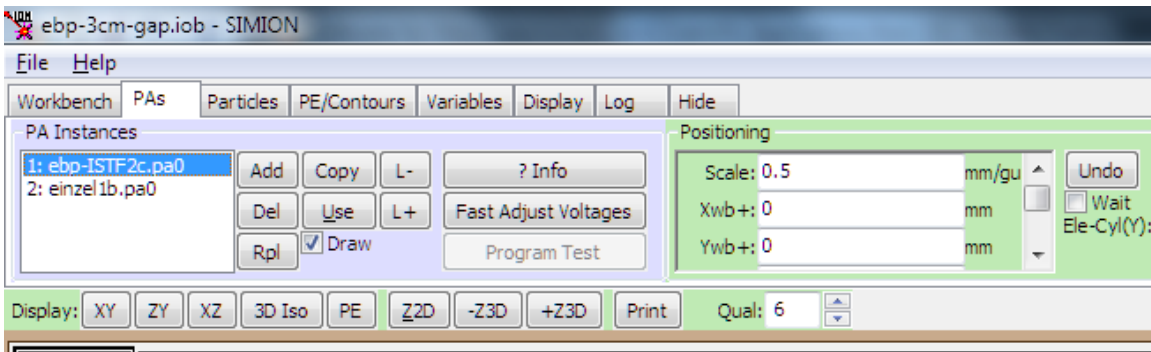 ebp-3cm-gap.iob - SIMION
File Help
Workbench PAs Particles PE/Contours Variables Display Log Hide
PA Instances
1: ebp-ISTF2c.pa0
2: einzel1b.pa0
Add Copy L-
Del Use L+
Rpl Draw
? Info
Fast Adjust Voltages
Program Test
Positioning
Scale: 0.5 mm/gu
Xwb+: 0 mm
Ywb+: 0 mm
Undo
Wait
Ele-Cyl(Y):
Display: XY ZY XZ 3D Iso PE Z2D -Z3D +Z3D Print Qual: 6